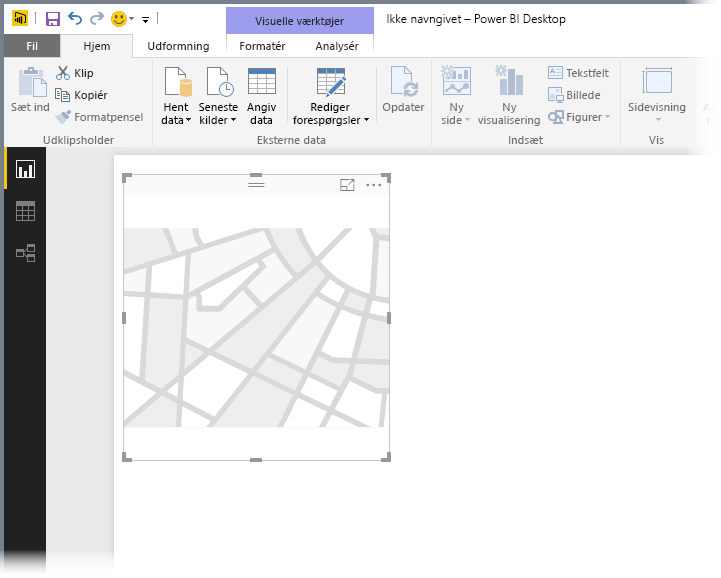 Visuelle værktøjer
Ikke navngivet – Power BI Desktop
Fil Hjem Udformning Formatér Analysér
Sæt ind
Klip
Kopiér
Formatpensel
Udklipsholder
Hent data
Seneste kilder
Angiv data
Rediger forespørgsler
Opdater
Eksterne data
Ny side
Ny visualisering
Tekstfelt
Billede
Figurer
Indsæt
Sidevisning
Vis